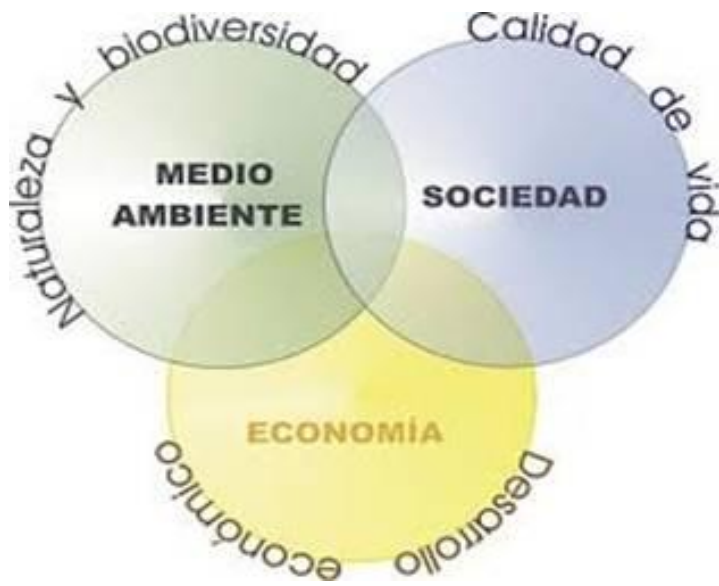 Naturaleza y biodiversidad
Calidad de vida
MEDIO
AMBIENTE
SOCIEDAD
ECONOMÍA
Desarrollo económico